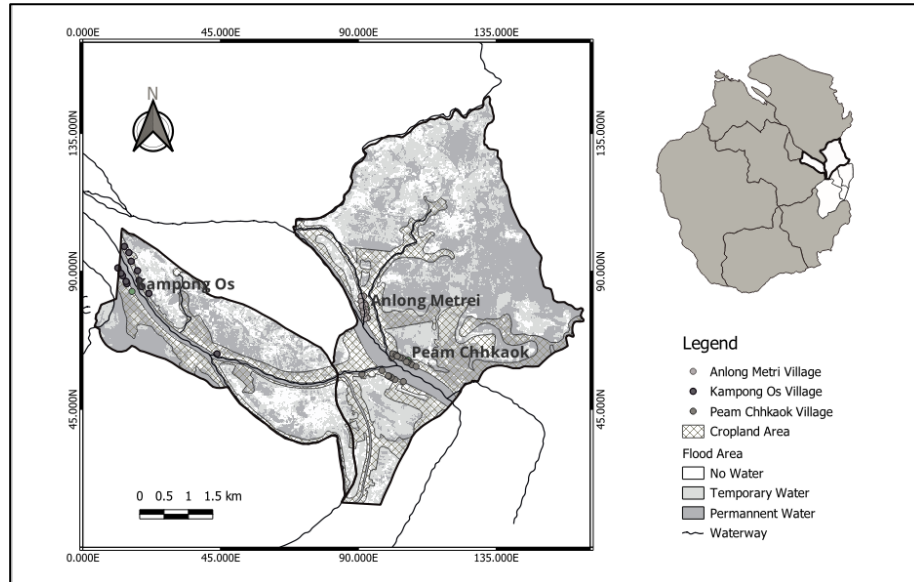 0.000E 45.000E 90.000E 135.000E
N
135.000N
135.000N
90.000N
90.000N
Kampong Os
Anlong Metrei
Peam Chhkaok
45.000N
45.000N
0 0.5 1 1.5 km
0.000E 45.000E 90.000E 135.000E
Legend
Anlong Metri Village
Kampong Os Village
Peam Chhkaok Village
Cropland Area
Flood Area
No Water
Temporary Water
Permannent Water
Waterway